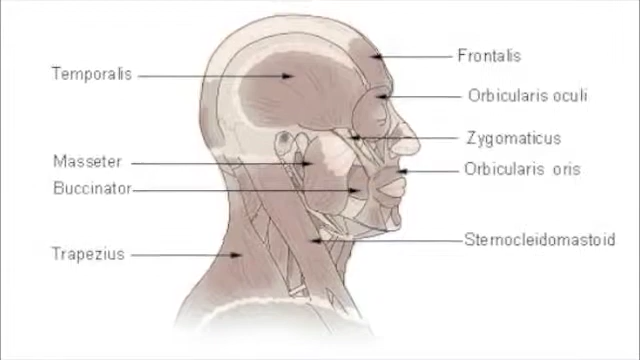 Temporalis
Masseter
Buccinator
Trapezius
Frontalis
Orbicularis oculi
Zygomaticus
Orbicularis oris
Sternocleidomastoid